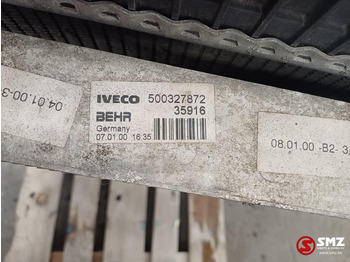 04.01.00-3
IVECO 500327872
BEHR 35916
Germany
07.01.00 16:35
08.01.00 -B2- 3
SMZ